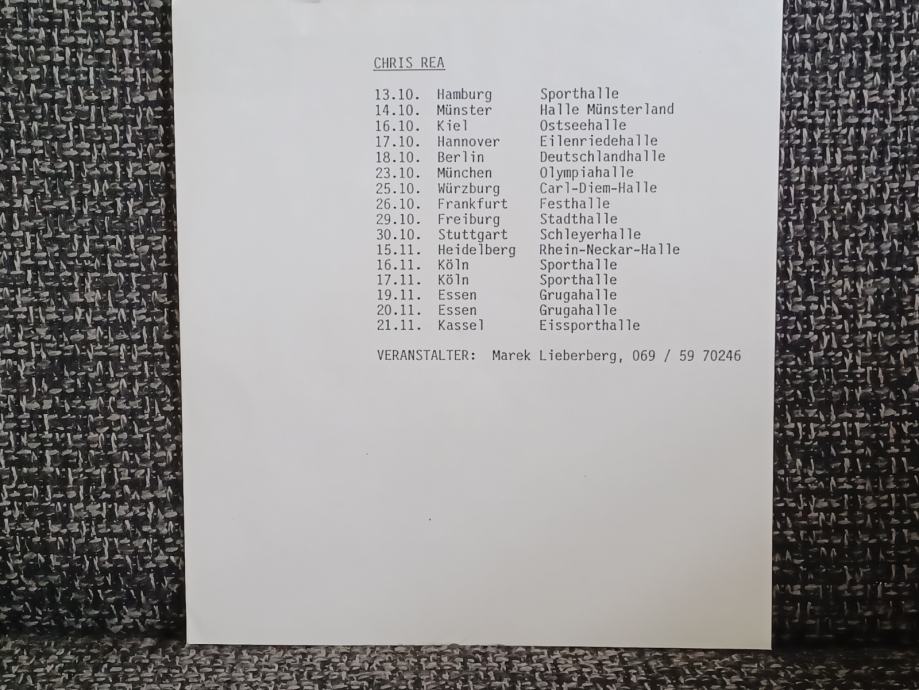 CHRIS REA
13.10. Hamburg Sporthalle
14.10. Münster Halle Münsterland
16.10. Kiel Ostseehalle
17.10. Hannover Eilenriedehalle
18.10. Berlin Deutschlandhalle
23.10. München Olympiahalle
25.10. Würzburg Carl-Diem-Halle
26.10. Frankfurt Festhalle
29.10. Freiburg Stadthalle
30.10. Stuttgart Schleyerhalle
15.11. Heidelberg Rhein-Neckar-Halle
16.11. Köln Sporthalle
17.11. Köln Sporthalle
19.11. Essen Grugahalle
20.11. Essen Grugahalle
21.11. Kassel Eissporthalle
VERANSTALTER: Marek Lieberberg, 069 / 59 70246